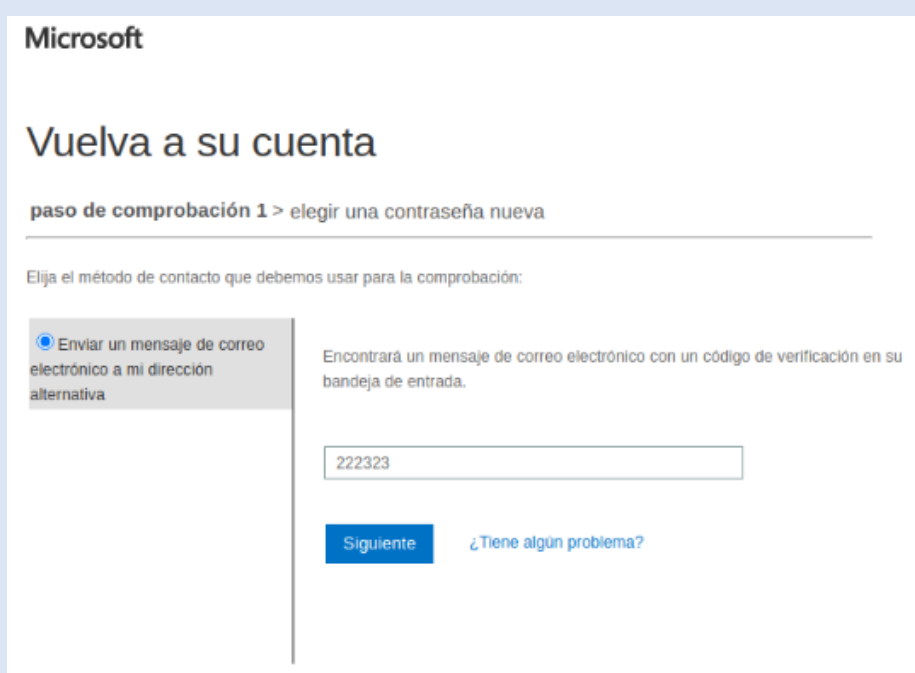 Microsoft
Vuelva a su cuenta
paso de comprobación 1 > elegir una contraseña nueva
Elija el método de contacto que debemos usar para la comprobación:
Enviar un mensaje de correo
electrónico a mi dirección
alternativa
Encontrará un mensaje de correo electrónico con un código de verificación en su
bandeja de entrada.
222323
Siguiente
¿Tiene algún problema?